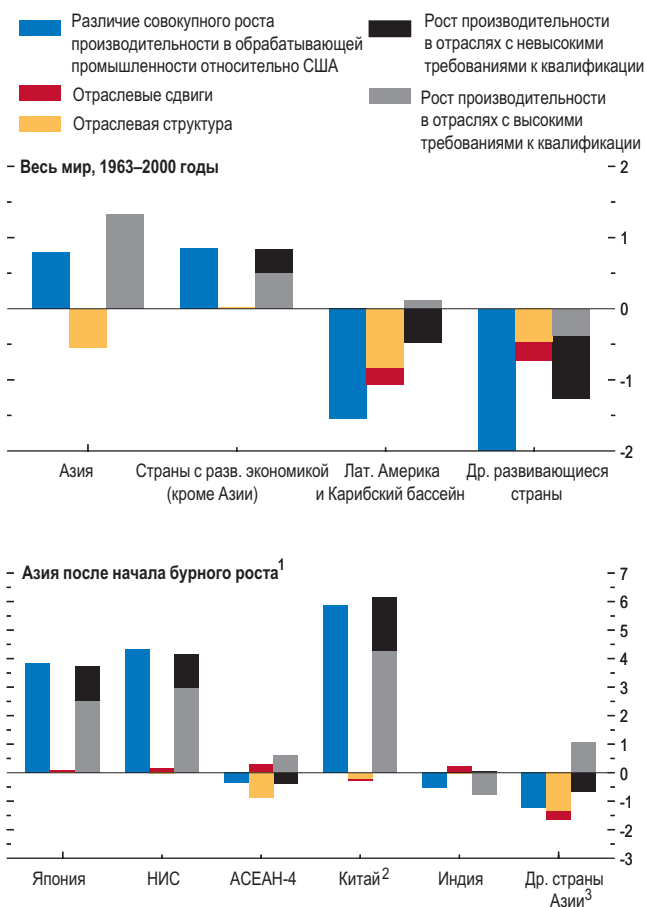 Различие совокупного роста
производительности в обрабатывающей
промышленности относительно США
Отраслевые сдвиги
Отраслевая структура
Рост производительности
в отраслях с невысокими
требованиями к квалификации
Рост производительности
в отраслях с высокими
требованиями к квалификации
Весь мир, 1963–2000 годы
2
1
0
-1
-2
Азия
Страны с разв. экономикой
(кроме Азии)
Лат. Америка
и Карибский бассейн
Др. развивающиеся
страны
Азия после начала бурного роста1
7
6
5
4
3
2
1
0
-1
-2
-3
Япония
НИС
АСЕАН-4
Китай2
Индия
Др. страны
Азии3